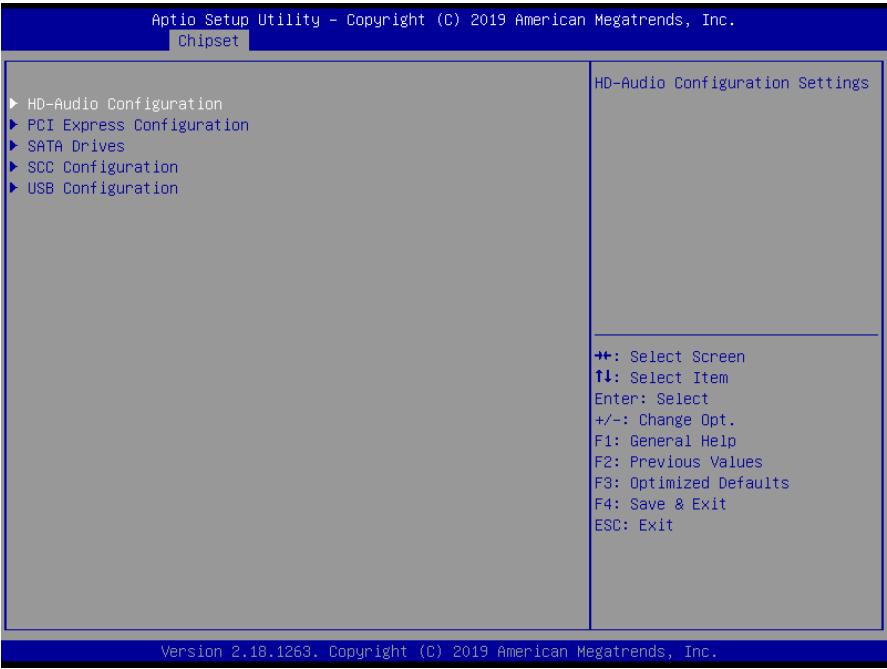 Aptio Setup Utility – Copyright (C) 2019 American Megatrends, Inc.
Chipset
HD-Audio Configuration
PCI Express Configuration
SATA Drives
SCC Configuration
USB Configuration
HD-Audio Configuration Settings
→←: Select Screen
↑↓: Select Item
Enter: Select
+/-: Change Opt.
F1: General Help
F2: Previous Values
F3: Optimized Defaults
F4: Save & Exit
ESC: Exit
Version 2.18.1263. Copyright (C) 2019 American Megatrends, Inc.